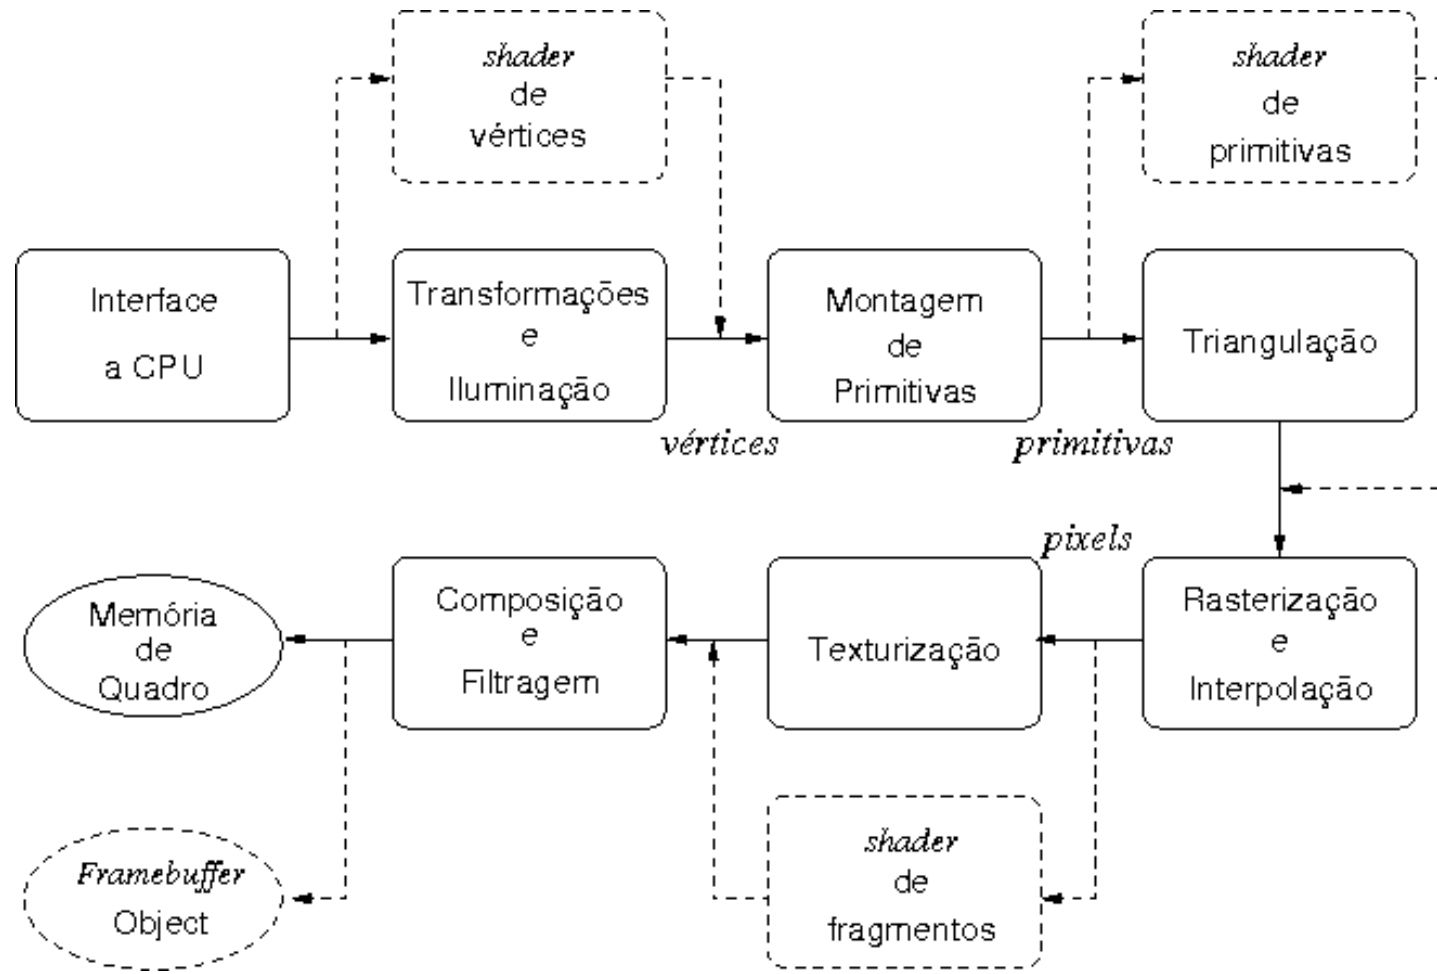 shader
de
vértices
shader
de
primitivas
Interface
a CPU
Transformações
e
Iluminação
Montagem
de
Primitivas
Triangulação
vértices
primitivas
pixels
Memória
de
Quadro
Composição
e
Filtragem
Texturização
Rasterização
e
Interpolação
Framebuffer
Object
shader
de
fragmentos